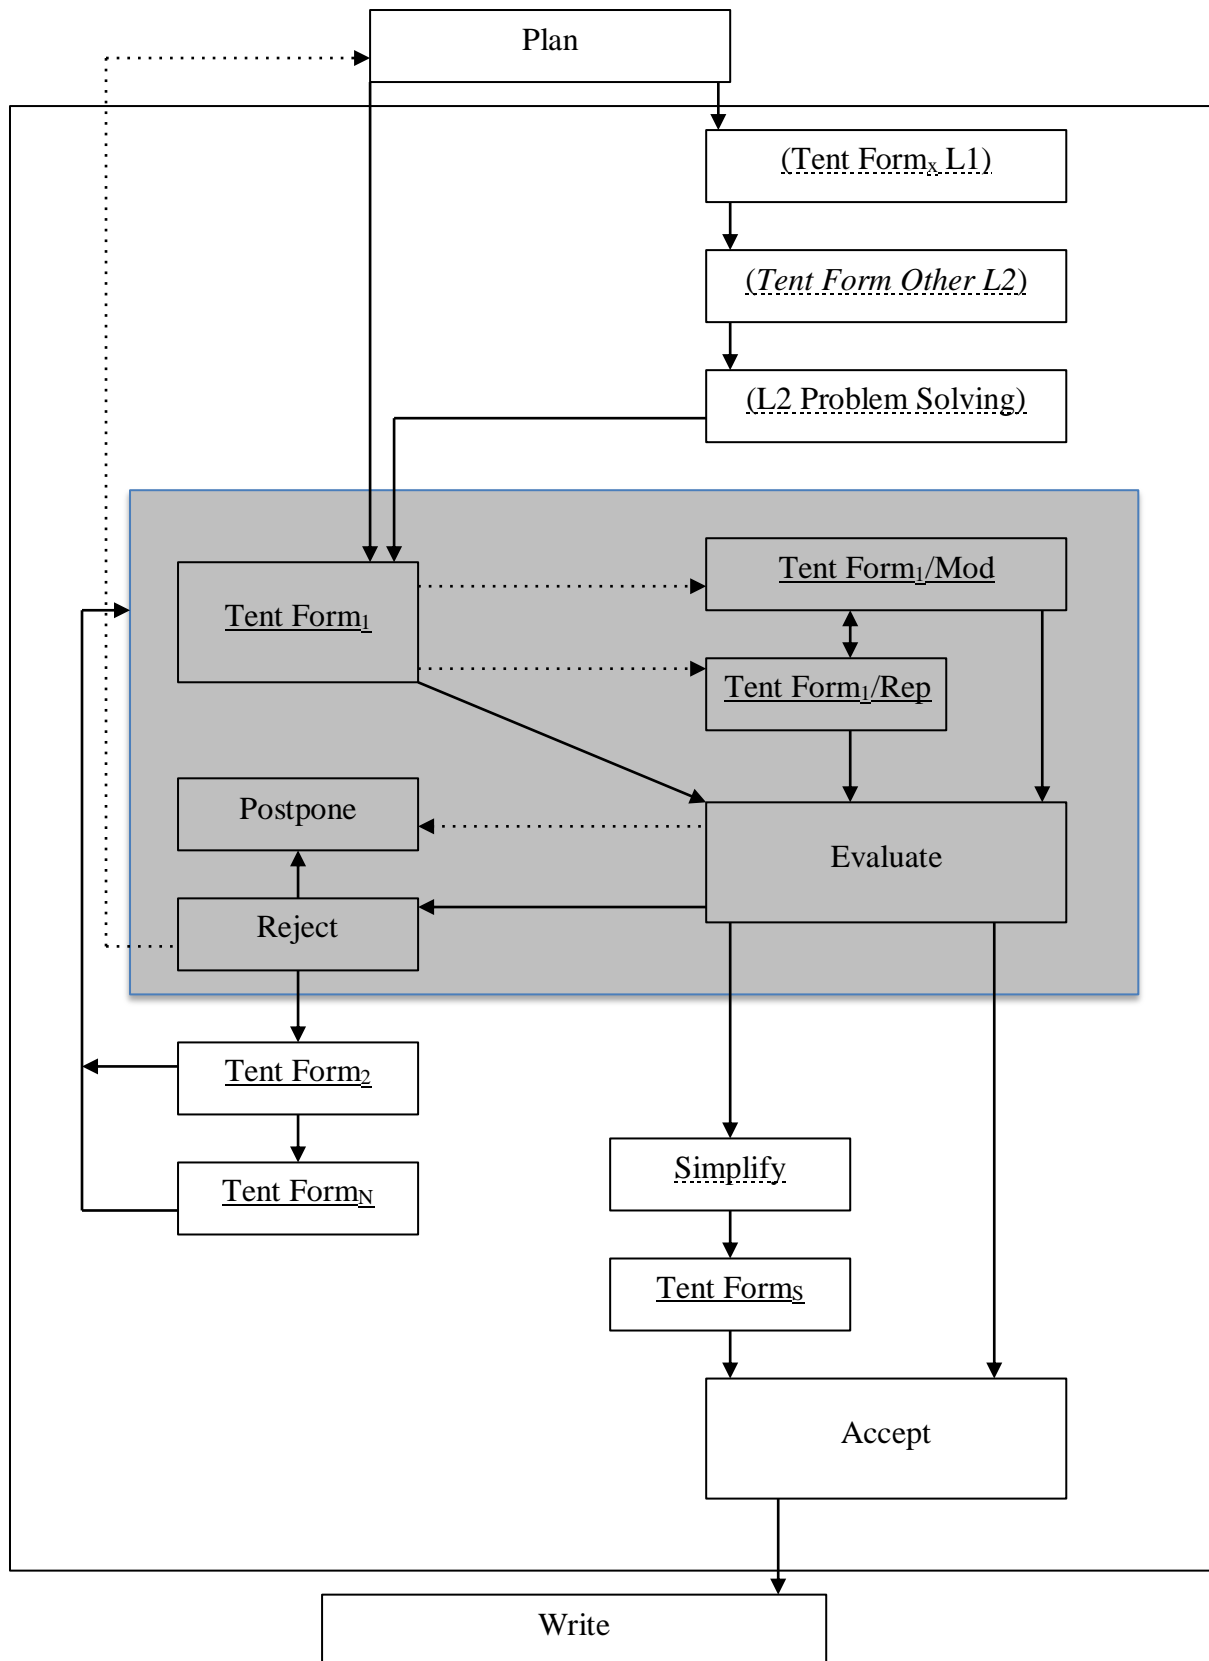 Plan
(Tent Formx L1)
(Tent Form Other L2)
(L2 Problem Solving)
Tent Form1/Mod
Tent Form1
Tent Form1/Rep
Postpone
Evaluate
Reject
Tent Form2
Simplify
Tent FormN
Tent FormS
Accept
Write